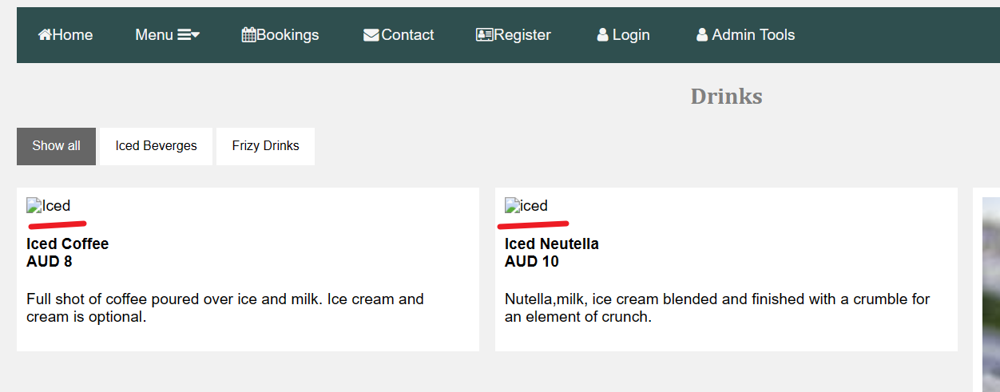 Home Menu Bookings Contact Register Login Admin Tools
Drinks
Show all Iced Beverges Frizy Drinks
Iced
Iced Coffee
AUD 8
Full shot of coffee poured over ice and milk. Ice cream and
cream is optional.
iced
Iced Neutella
AUD 10
Nutella,milk, ice cream blended and finished with a crumble for
an element of crunch.